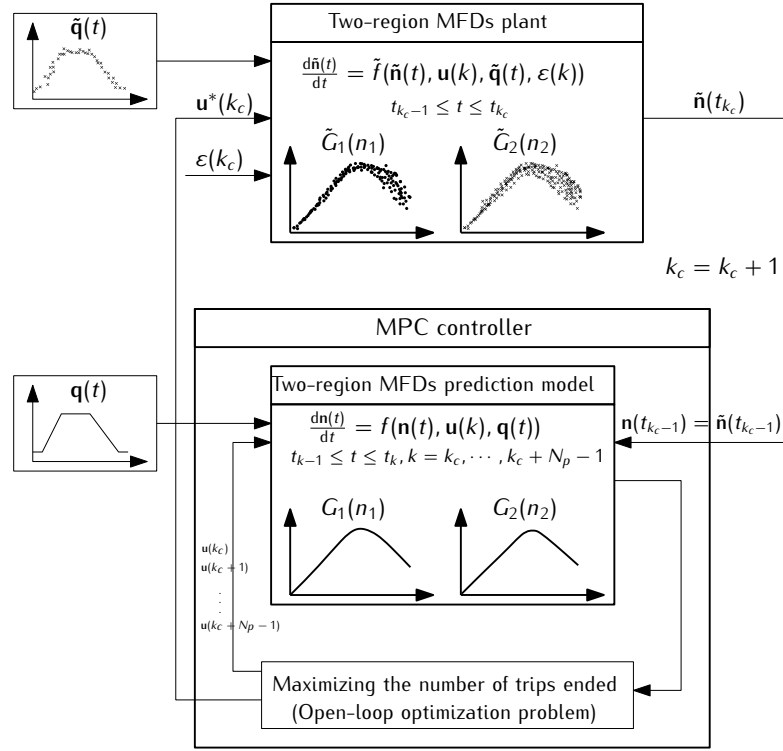 q̃(t)
Two-region MFDs plant
dñ(t)/dt = f̃(ñ(t), u(k), q̃(t), ε(k))
t_{k_c−1} ≤ t ≤ t_{k_c}
u*(k_c)
ñ(t_{k_c})
G̃₁(n₁) G̃₂(n₂)
ε(k_c)
k_c = k_c + 1
MPC controller
Two-region MFDs prediction model
q(t)
dn(t)/dt = f(n(t), u(k), q(t))
n(t_{k_c−1}) = ñ(t_{k_c−1})
t_{k−1} ≤ t ≤ t_k, k = k_c, ⋯ , k_c + N_p − 1
G₁(n₁) G₂(n₂)
u(k_c)
u(k_c + 1)
.
.
.
.
u(k_c + N_p − 1)
Maximizing the number of trips ended
(Open-loop optimization problem)